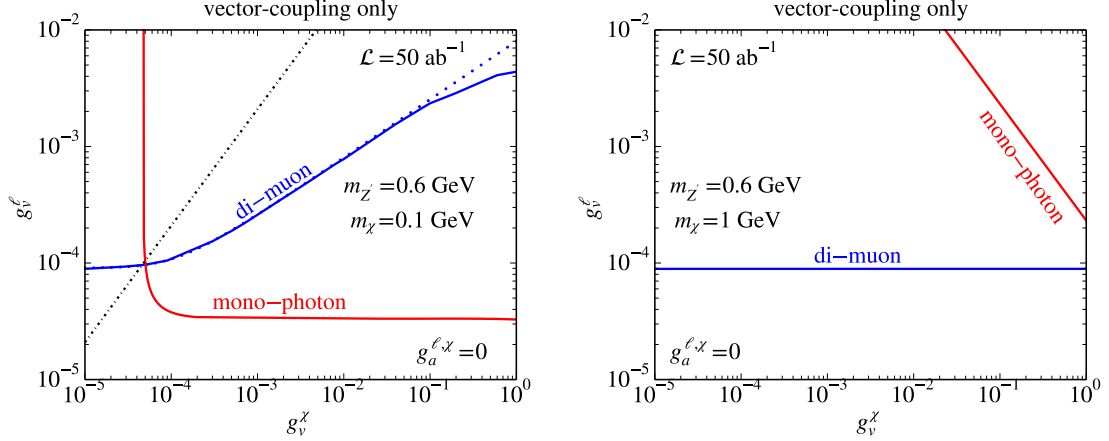 vector-coupling only
10⁻²
10⁻³
10⁻⁴
10⁻⁵
g_v^ℓ
ℒ=50 ab⁻¹
di−muon
m_Z′=0.6 GeV
m_χ=0.1 GeV
mono−photon
g_a^{ℓ,χ}=0
10⁻⁵ 10⁻⁴ 10⁻³ 10⁻² 10⁻¹ 10⁰
g_v^χ
vector-coupling only
10⁻²
10⁻³
10⁻⁴
10⁻⁵
g_v^ℓ
ℒ=50 ab⁻¹
mono−photon
m_Z′=0.6 GeV
m_χ=1 GeV
di−muon
g_a^{ℓ,χ}=0
10⁻⁵ 10⁻⁴ 10⁻³ 10⁻² 10⁻¹ 10⁰
g_v^χ